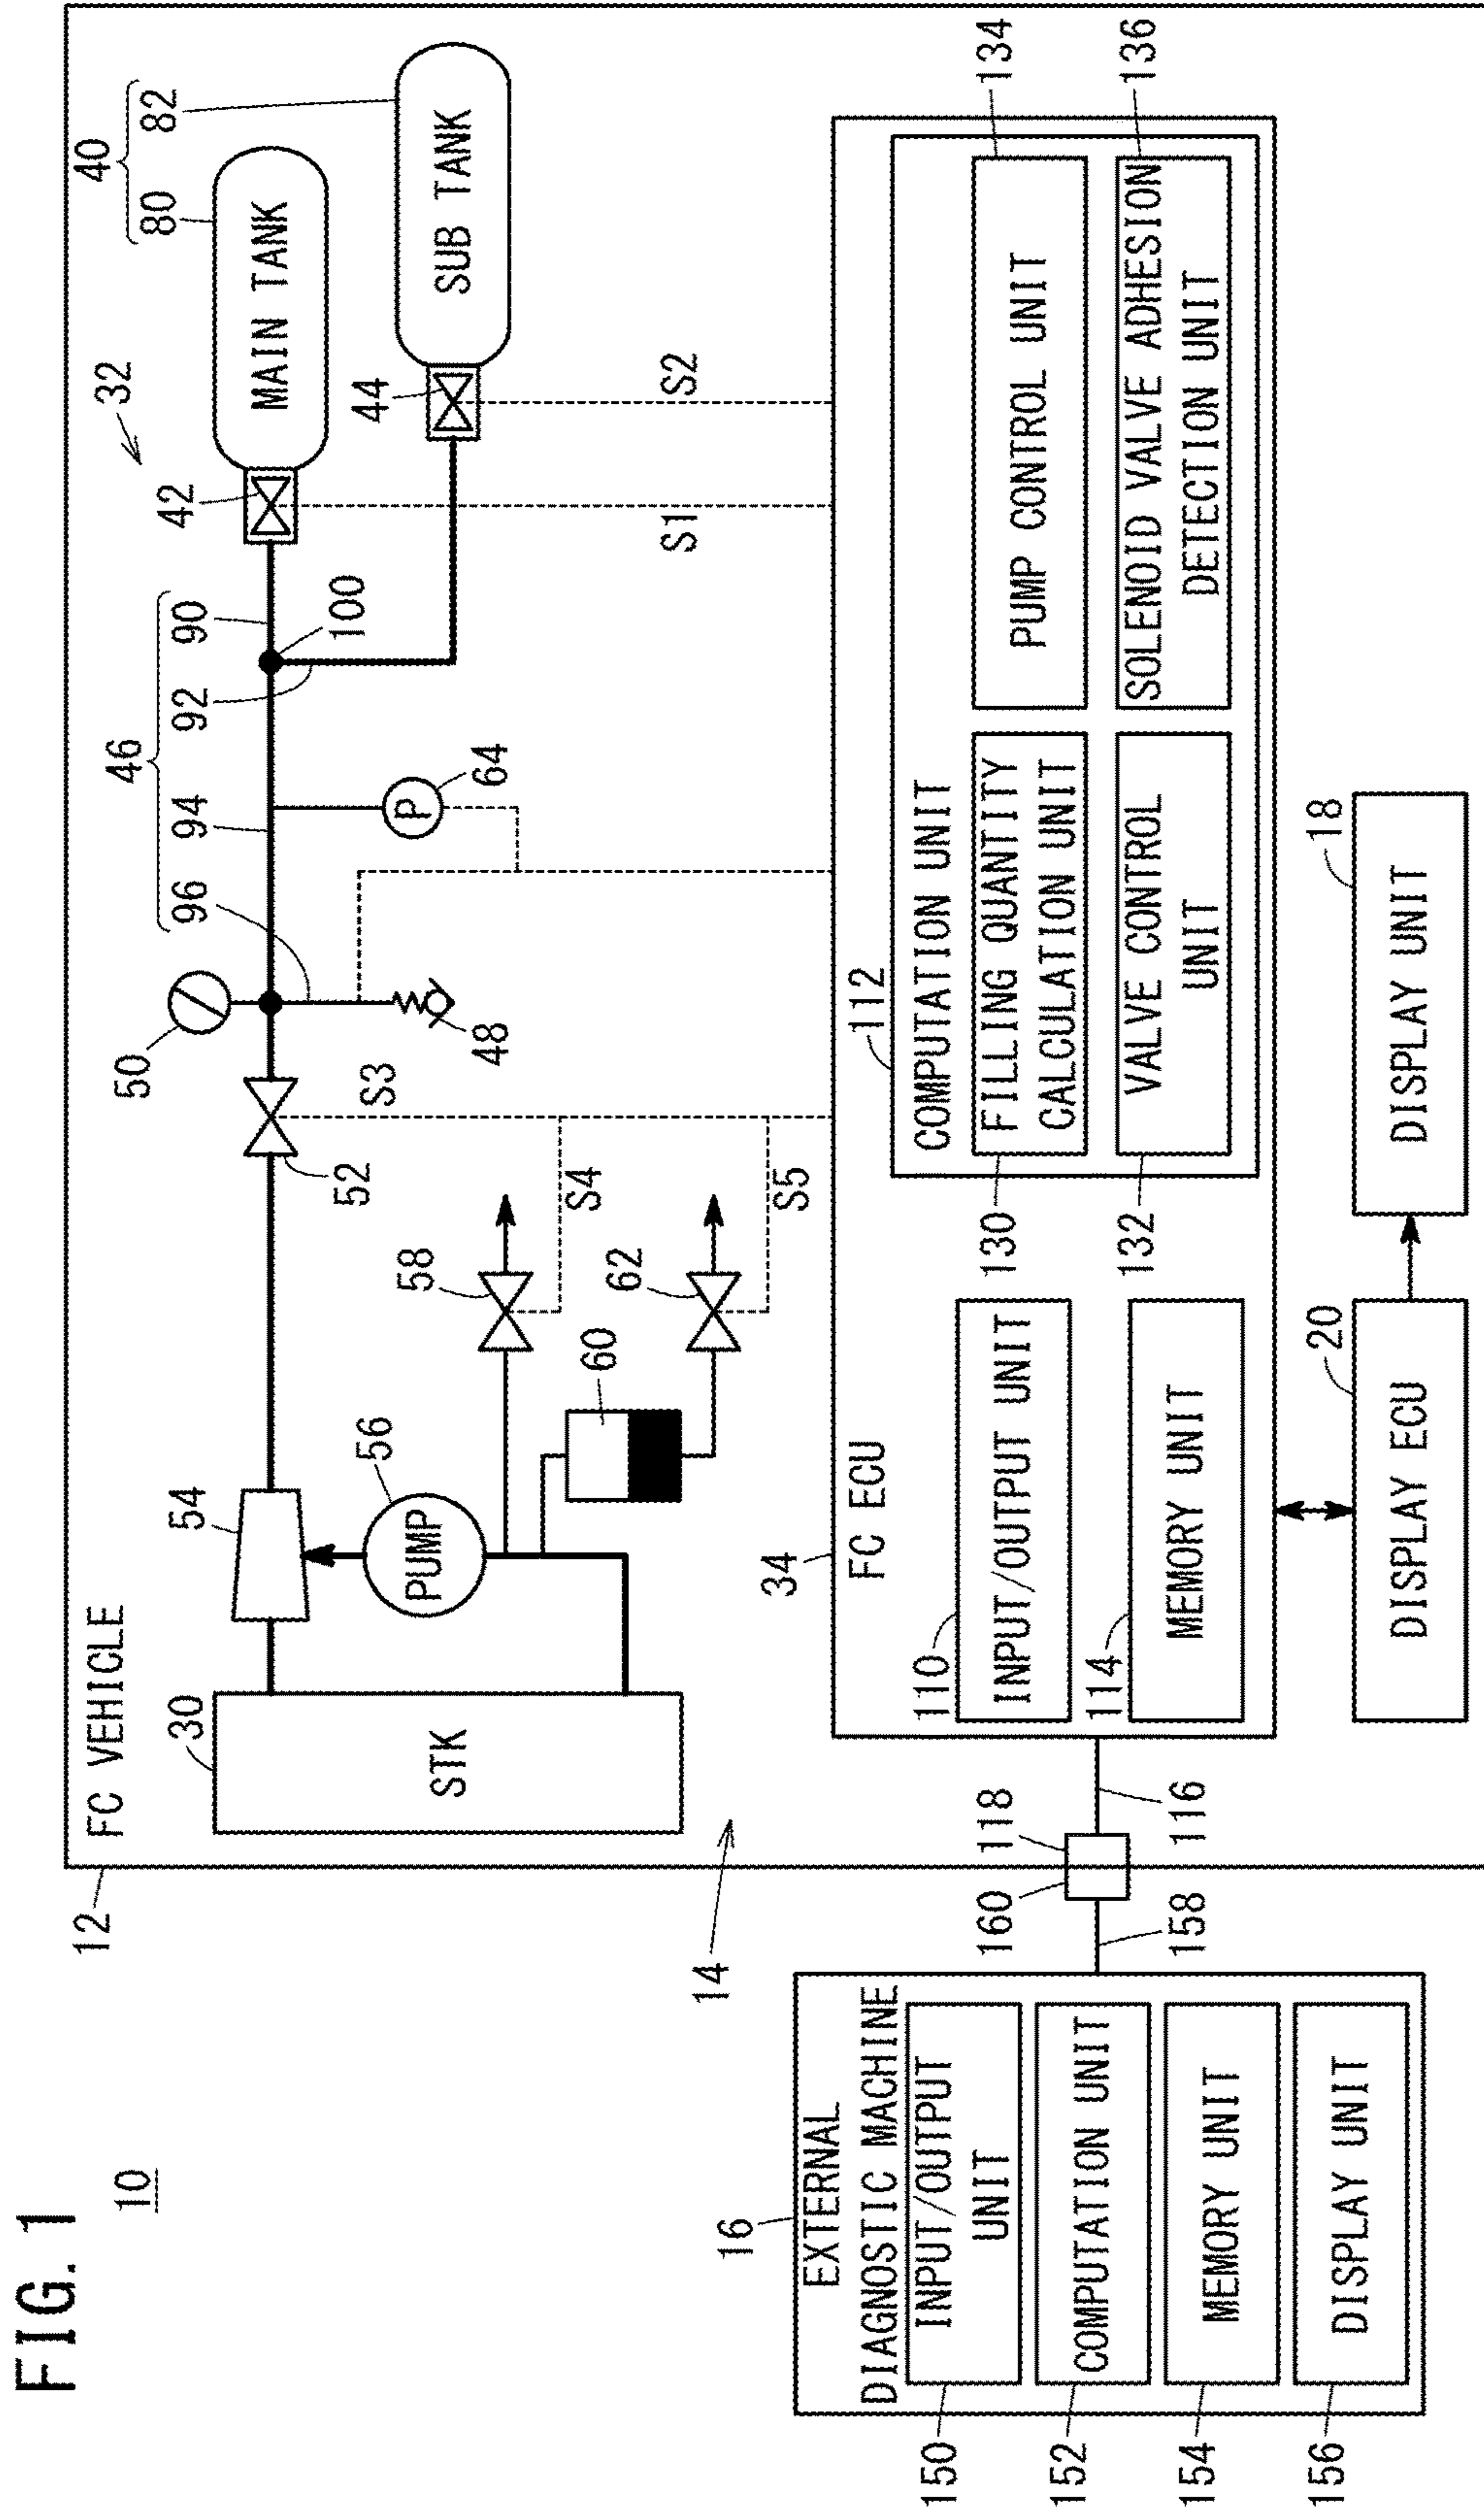 FIG. 1
10
12
FC VEHICLE
30
STK
54
56
PUMP
58
60
62
52
S3
S4
S5
50
48
46
96 94 92 90
64
P
100
42
44
32
40
80 82
MAIN TANK
SUB TANK
S1
S2
14
34
FC ECU
110
INPUT/OUTPUT UNIT
114
MEMORY UNIT
112
COMPUTATION UNIT
130
FILLING QUANTITY
CALCULATION UNIT
132
VALVE CONTROL
UNIT
134
PUMP CONTROL UNIT
136
SOLENOID VALVE ADHESION
DETECTION UNIT
16
EXTERNAL
DIAGNOSTIC MACHINE
150
INPUT/OUTPUT
UNIT
152
COMPUTATION UNIT
154
MEMORY UNIT
156
DISPLAY UNIT
160
118
158
116
20
DISPLAY ECU
18
DISPLAY UNIT